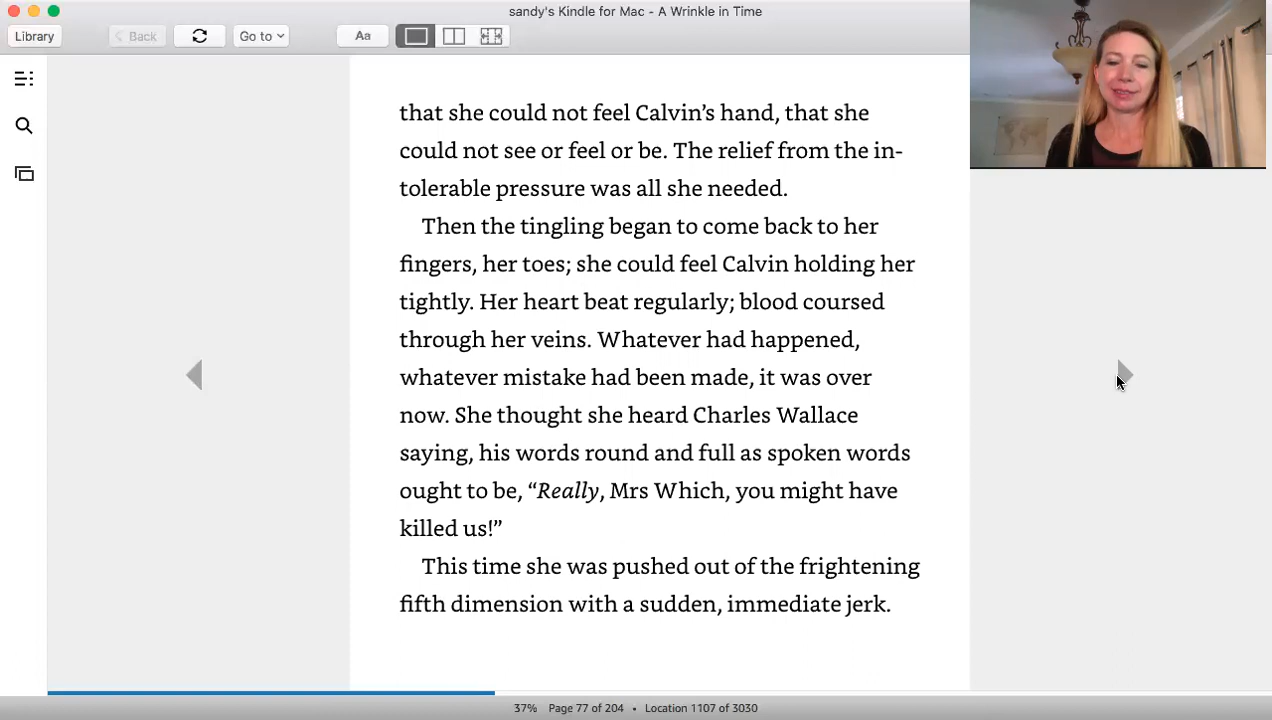 sandy's Kindle for Mac - A Wrinkle in Time
Library
Back
Go to
Aa
that she could not feel Calvin’s hand, that she
could not see or feel or be. The relief from the in-
tolerable pressure was all she needed.
Then the tingling began to come back to her
fingers, her toes; she could feel Calvin holding her
tightly. Her heart beat regularly; blood coursed
through her veins. Whatever had happened,
whatever mistake had been made, it was over
now. She thought she heard Charles Wallace
saying, his words round and full as spoken words
ought to be, “Really, Mrs Which, you might have
killed us!”
This time she was pushed out of the frightening
fifth dimension with a sudden, immediate jerk.
37% Page 77 of 204 • Location 1107 of 3030